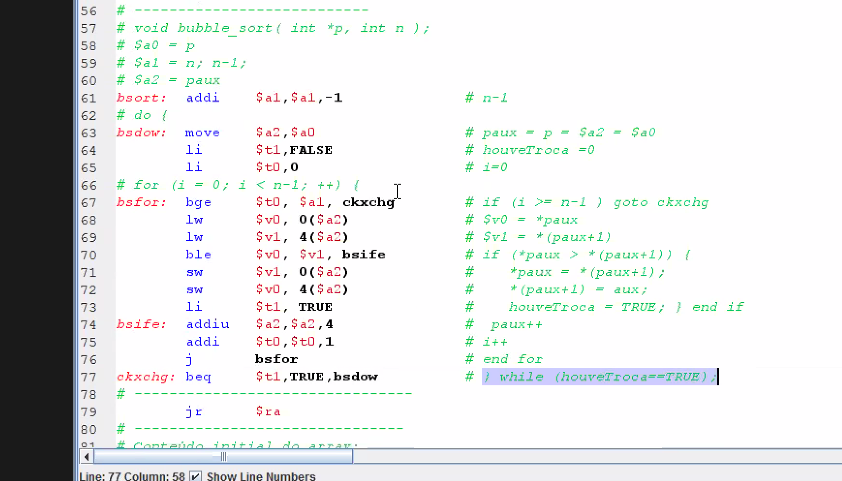 56 # ---------------------------
57 # void bubble_sort( int *p, int n );
58 # $a0 = p
59 # $a1 = n; n-1;
60 # $a2 = paux
61 bsort: addi $a1,$a1,-1 # n-1
62 # do {
63 bsdow: move $a2,$a0 # paux = p = $a2 = $a0
64 li $t1,FALSE # houveTroca =0
65 li $t0,0 # i=0
66 # for (i = 0; i < n-1; ++) {
67 bsfor: bge $t0, $a1, ckxchg # if (i >= n-1 ) goto ckxchg
68 lw $v0, 0($a2) # $v0 = *paux
69 lw $v1, 4($a2) # $v1 = *(paux+1)
70 ble $v0, $v1, bsife # if (*paux > *(paux+1)) {
71 sw $v1, 0($a2) # *paux = *(paux+1);
72 sw $v0, 4($a2) # *(paux+1) = aux;
73 li $t1, TRUE # houveTroca = TRUE; } end if
74 bsife: addiu $a2,$a2,4 # paux++
75 addi $t0,$t0,1 # i++
76 j bsfor # end for
77 ckxchg: beq $t1,TRUE,bsdow # } while (houveTroca==TRUE);
78 # --------------------------------
79 jr $ra
80 # -------------------------------
81 # Conteúdo initial do array:
Line: 77 Column: 58 Show Line Numbers